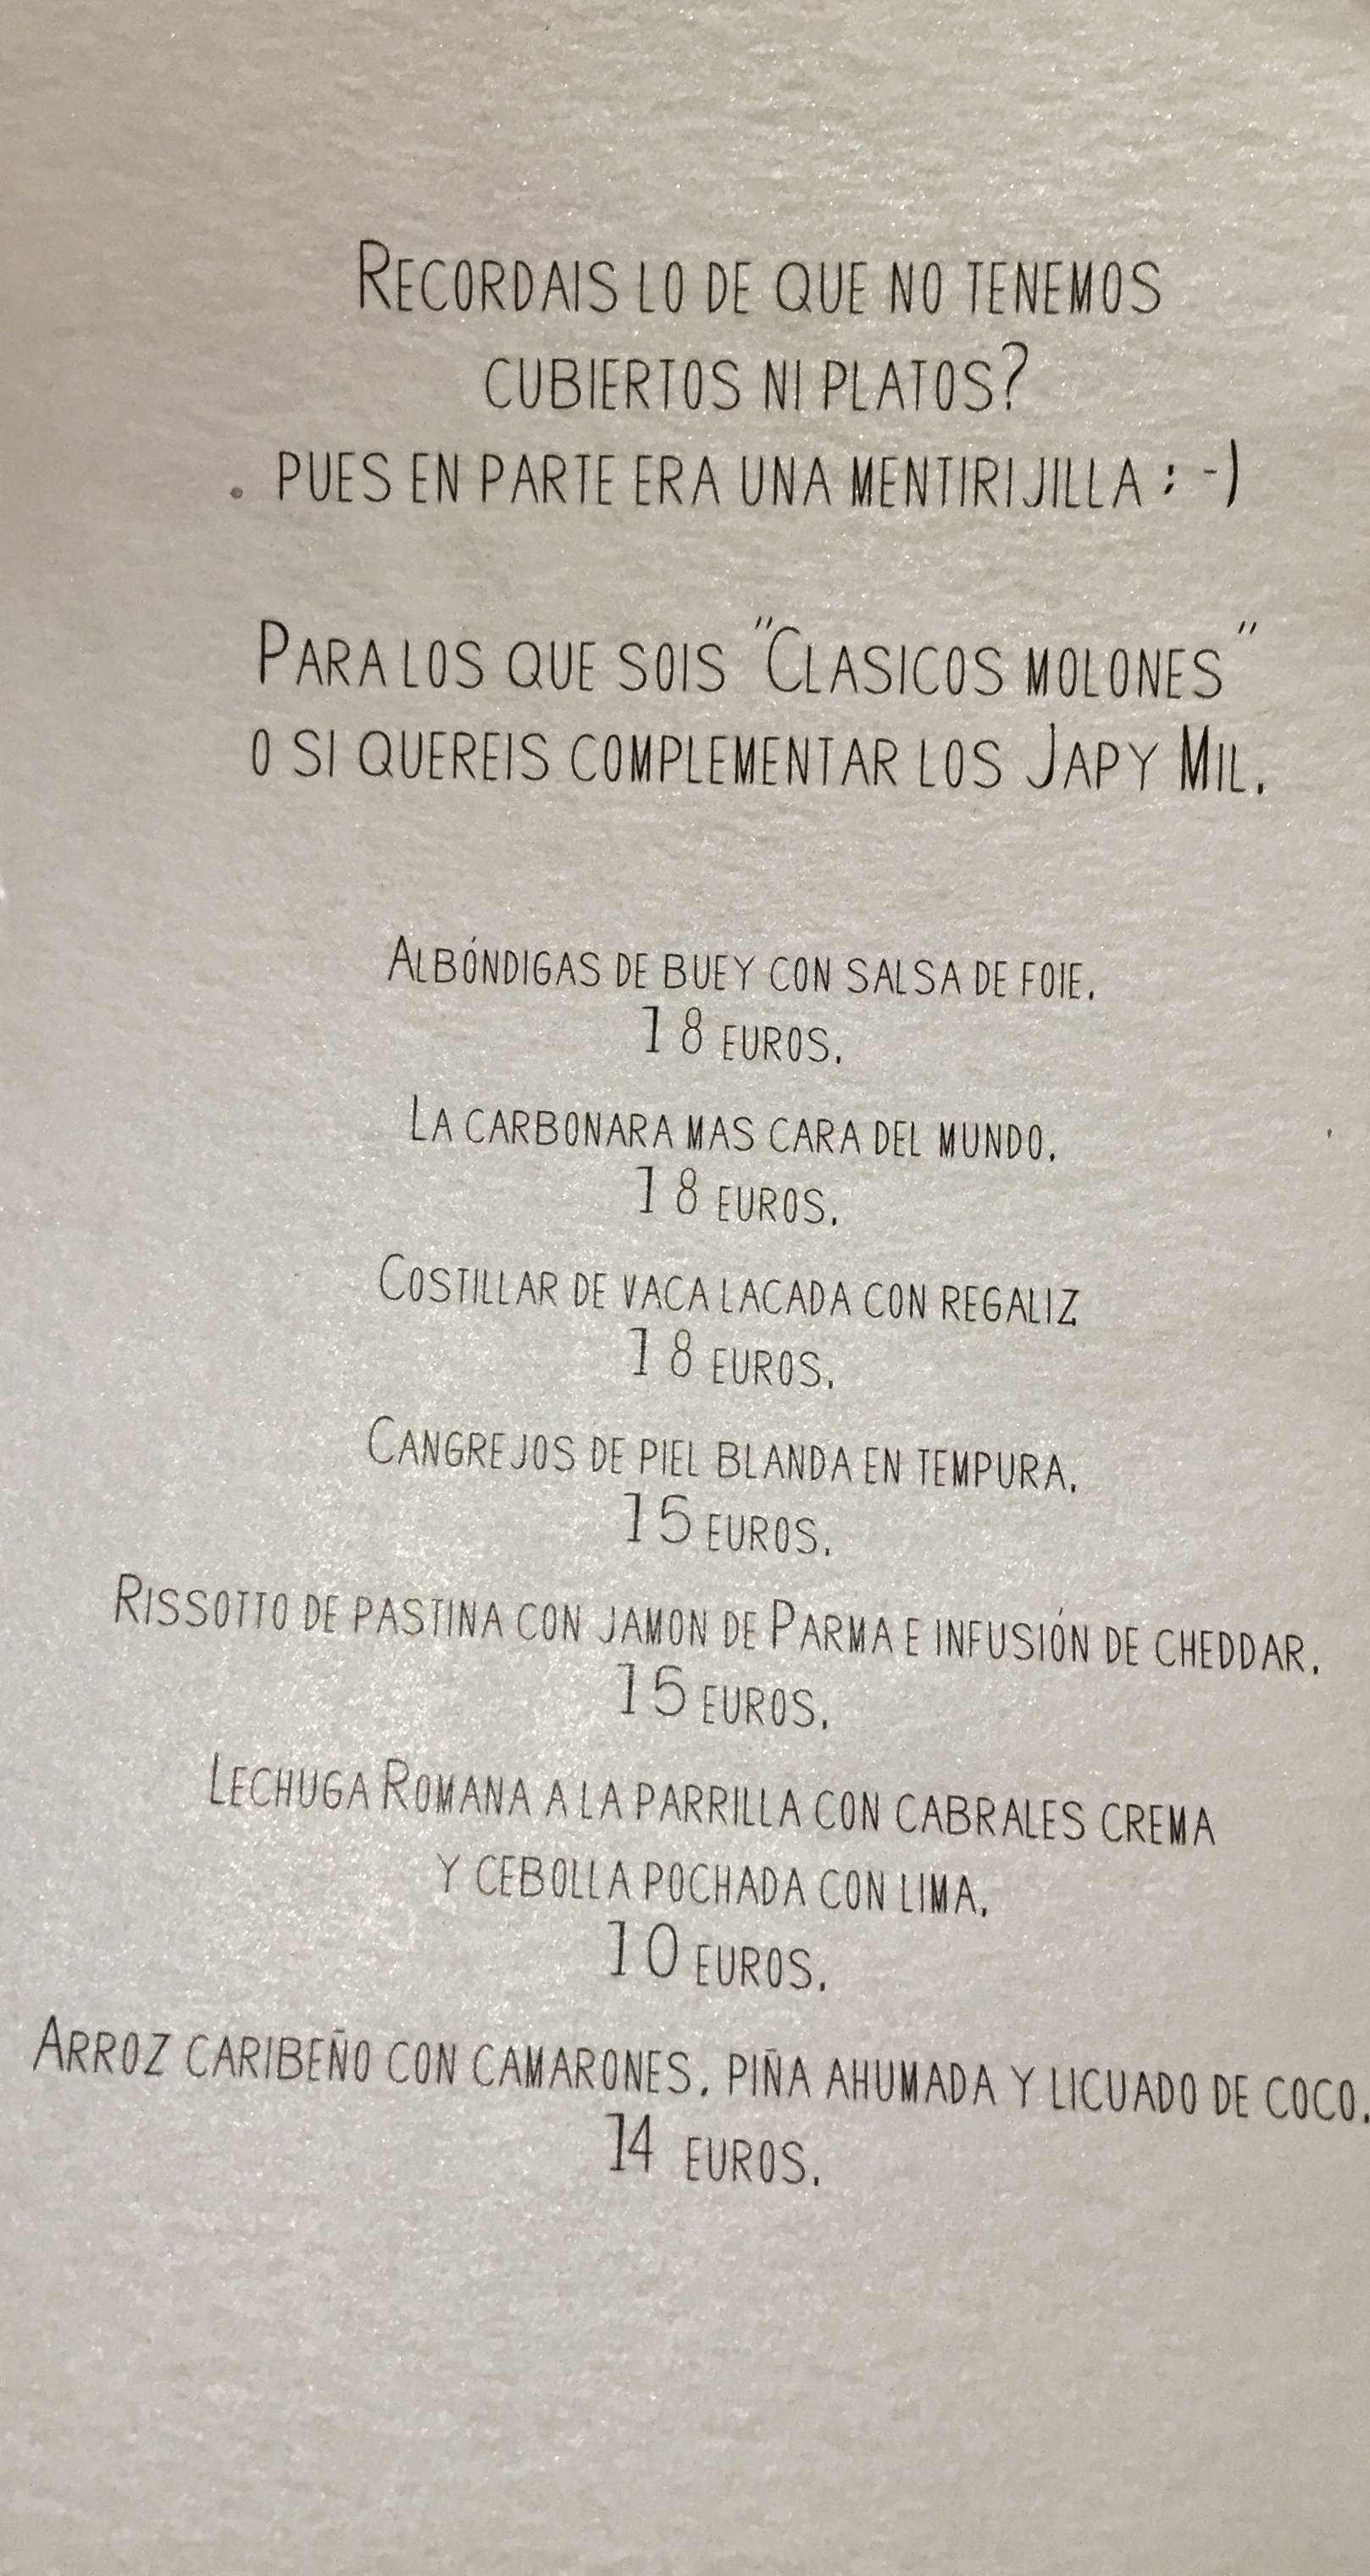 RECORDAIS LO DE QUE NO TENEMOS
CUBIERTOS NI PLATOS?
PUES EN PARTE ERA UNA MENTIRIJILLA : -)
PARA LOS QUE SOIS "CLASICOS MOLONES"
O SI QUEREIS COMPLEMENTAR LOS JAPY MIL.
ALBÓNDIGAS DE BUEY CON SALSA DE FOIE.
18 EUROS.
LA CARBONARA MAS CARA DEL MUNDO.
18 EUROS.
COSTILLAR DE VACA LACADA CON REGALIZ
18 EUROS.
CANGREJOS DE PIEL BLANDA EN TEMPURA.
15 EUROS.
RISSOTTO DE PASTINA CON JAMON DE PARMA E INFUSIÓN DE CHEDDAR.
15 EUROS.
LECHUGA ROMANA A LA PARRILLA CON CABRALES CREMA
Y CEBOLLA POCHADA CON LIMA.
10 EUROS.
ARROZ CARIBEÑO CON CAMARONES. PIÑA AHUMADA Y LICUADO DE COCO.
14 EUROS.